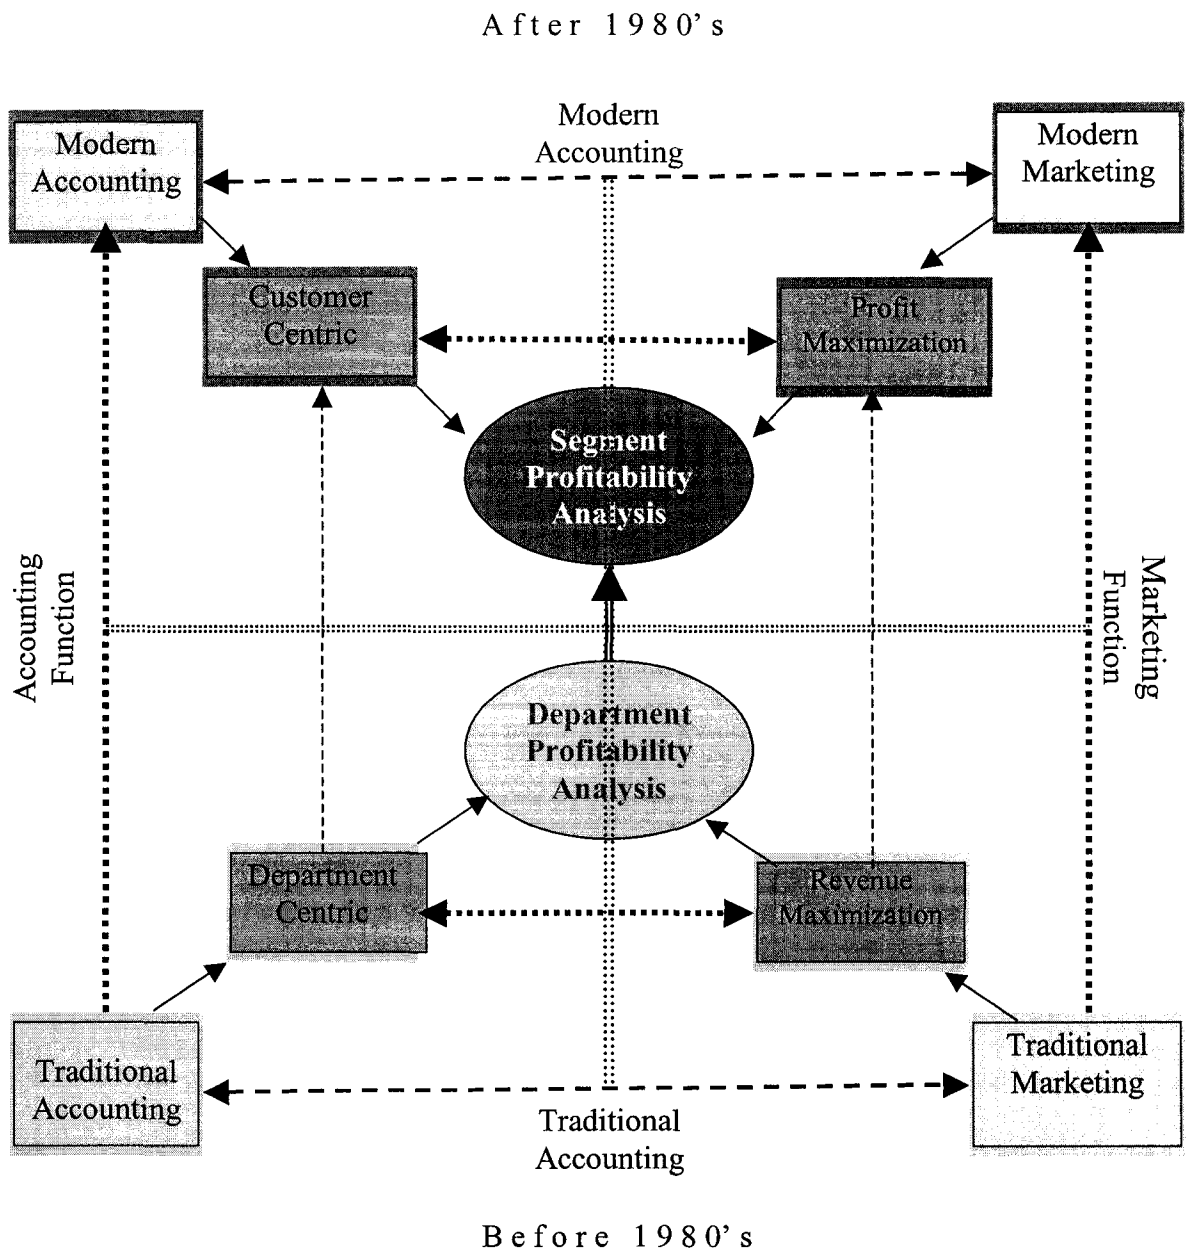 After 1980's
Modern
Accounting
Modern
Accounting
Modern
Marketing
Customer
Centric
Profit
Maximization
Segment
Profitability
Analysis
Accounting
Function
Marketing
Function
Department
Profitability
Analysis
Department
Centric
Revenue
Maximization
Traditional
Accounting
Traditional
Marketing
Traditional
Accounting
Before 1980's